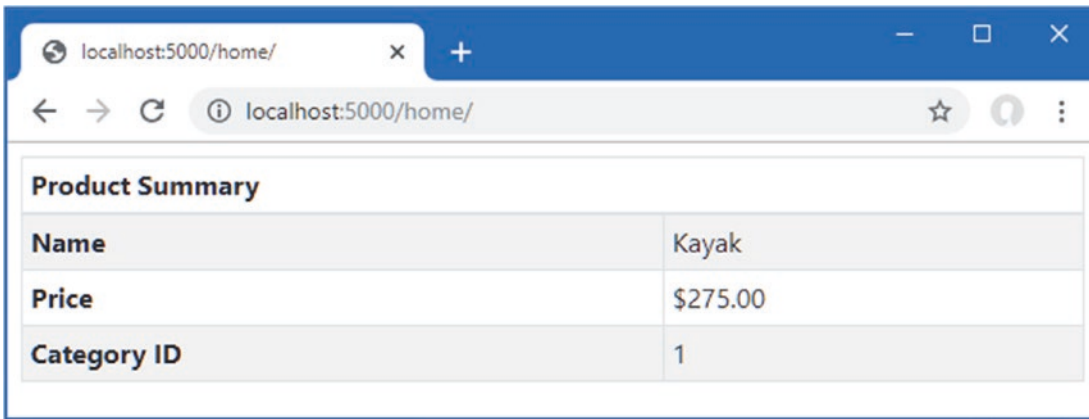 localhost:5000/home/
localhost:5000/home/
Product Summary
Name Kayak
Price $275.00
Category ID 1